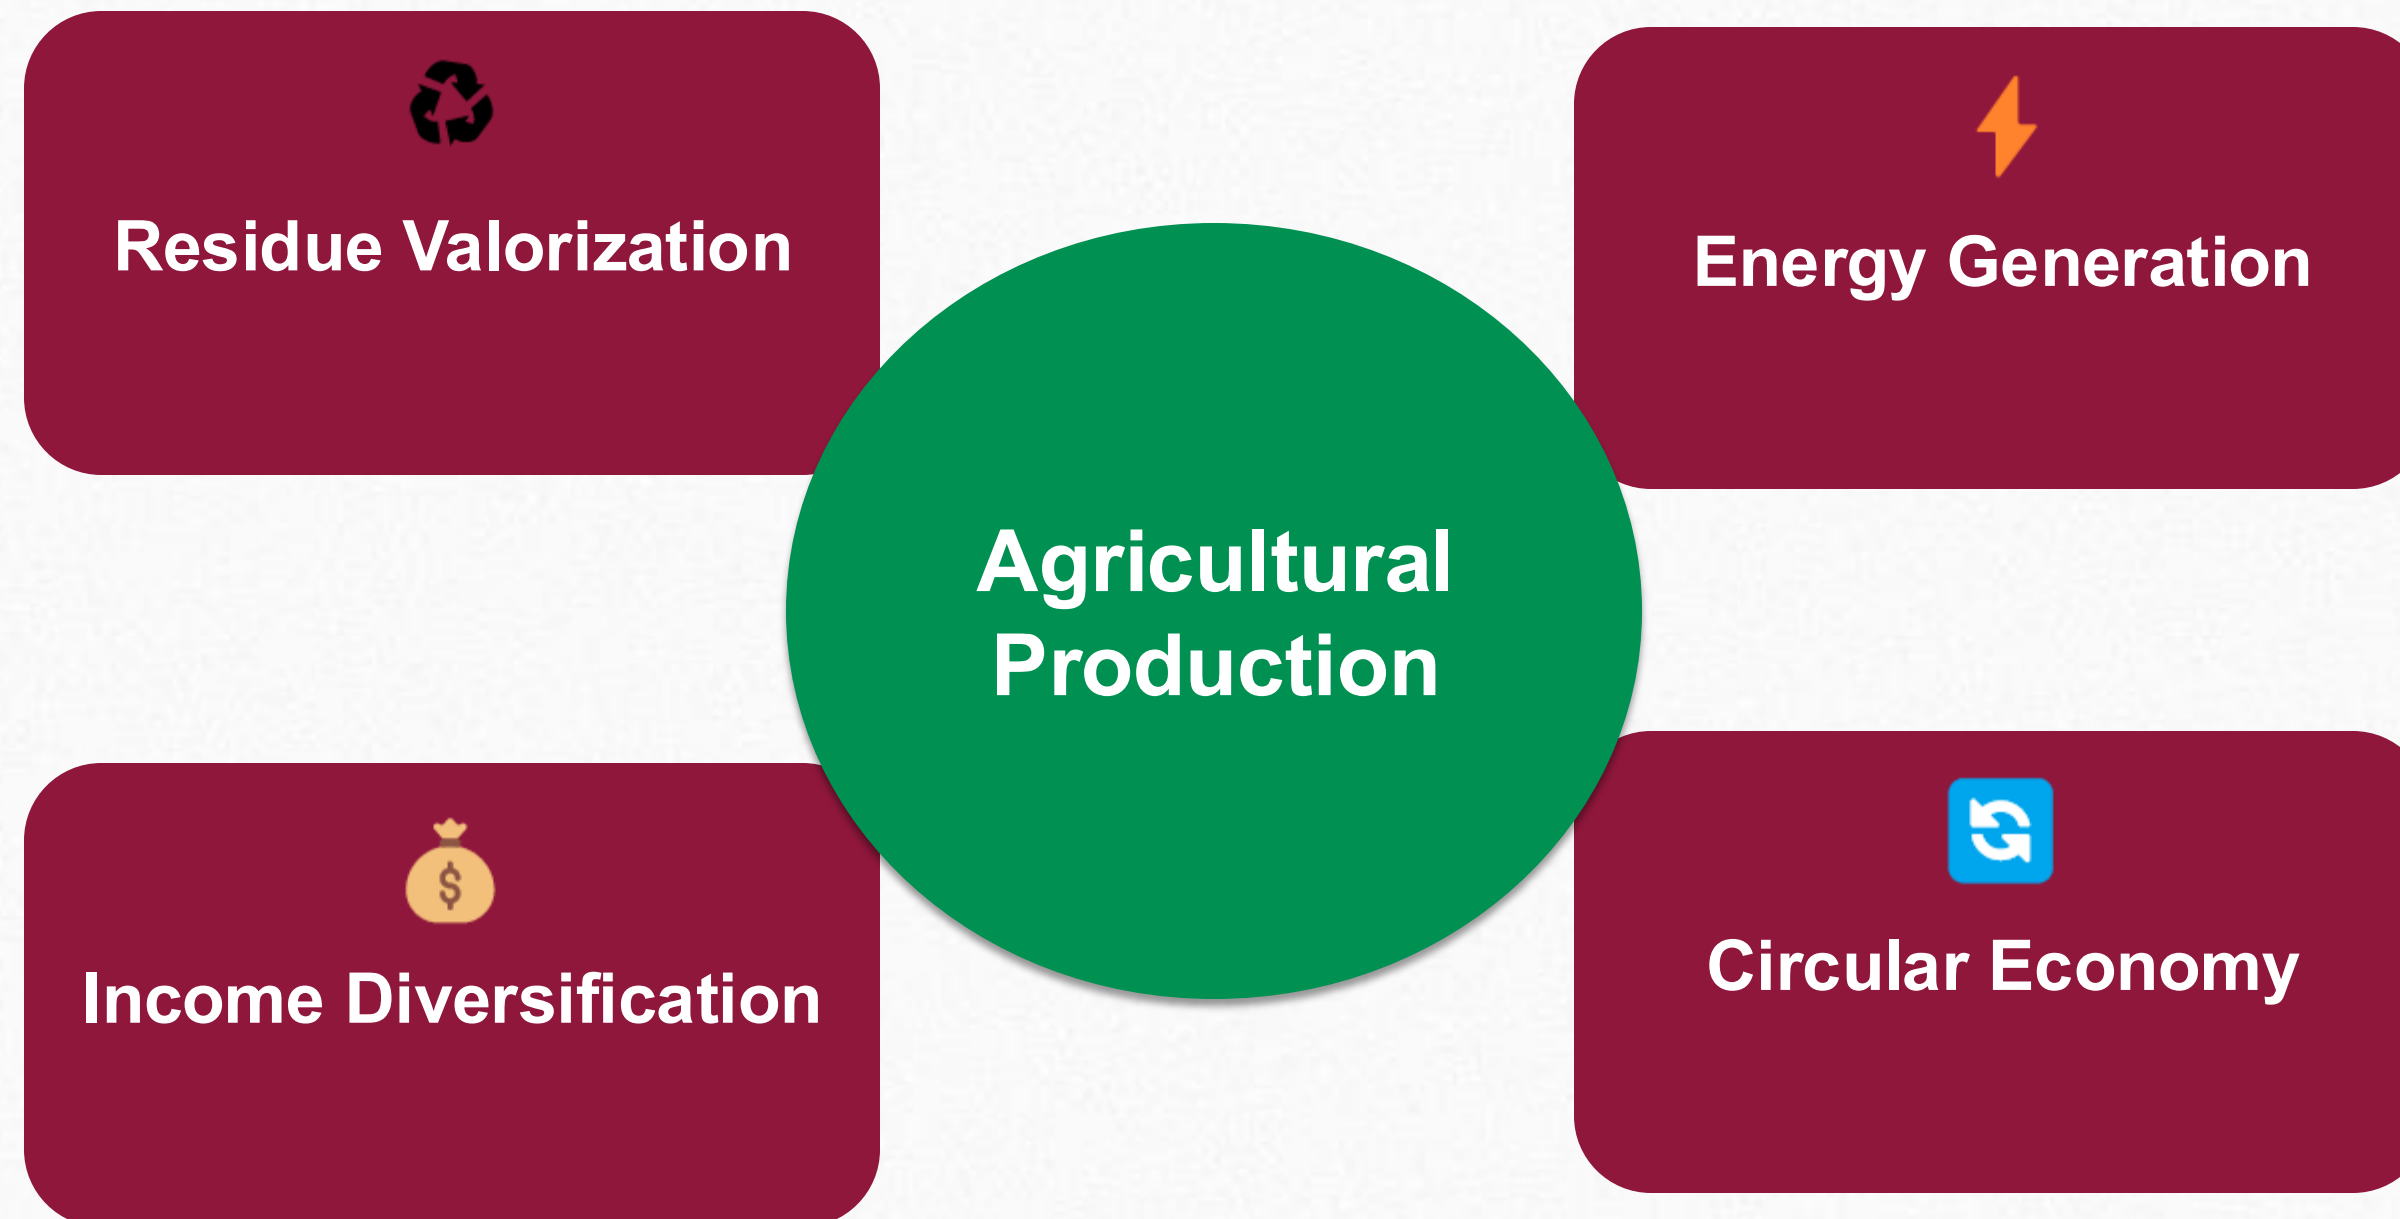 Residue Valorization
Energy Generation
Agricultural
Production
Income Diversification
Circular Economy